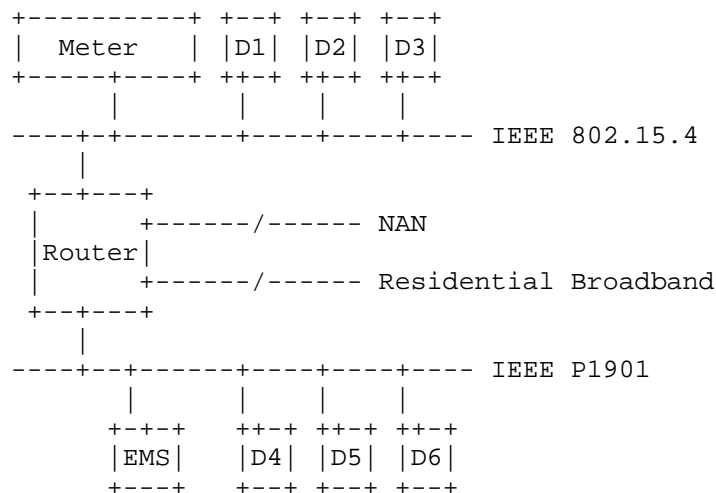 Meter D1 D2 D3
IEEE 802.15.4
NAN
Router
Residential Broadband
IEEE P1901
EMS D4 D5 D6